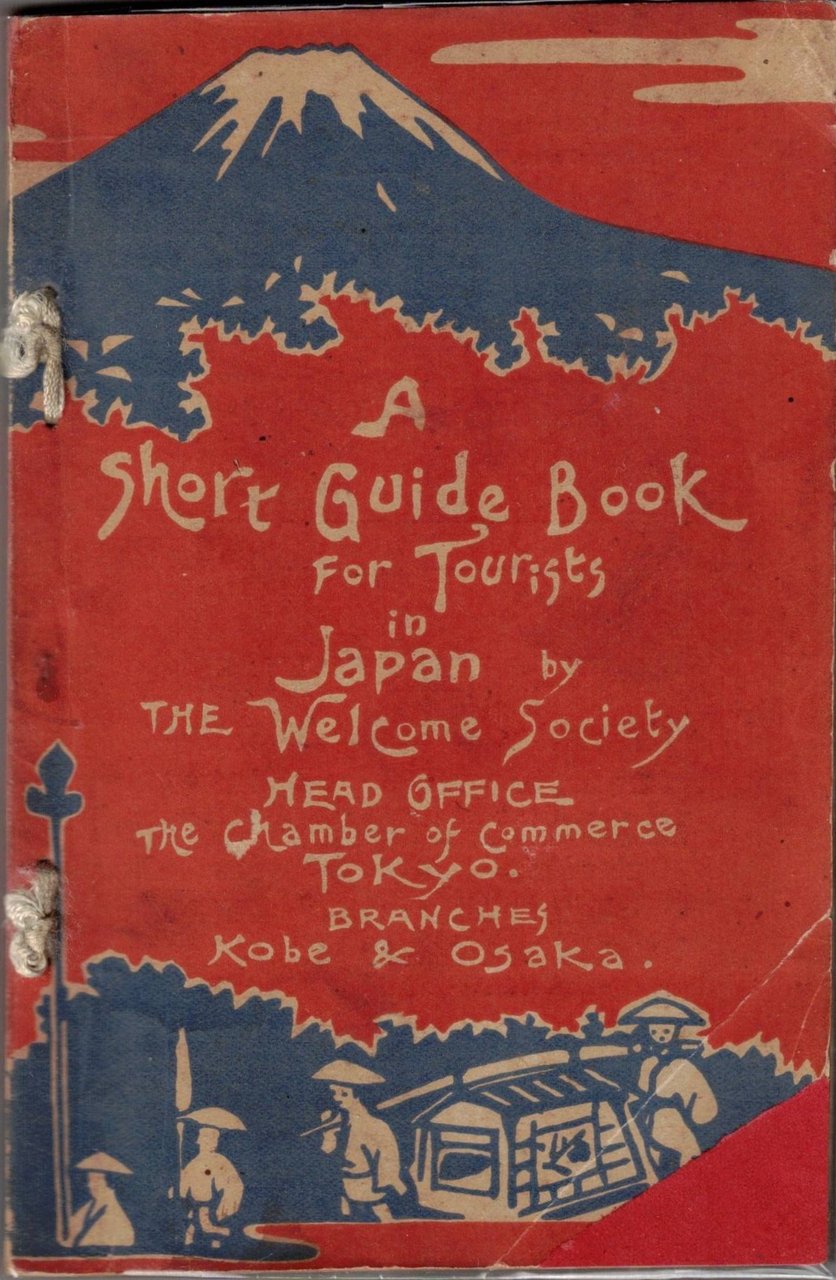 A
Short Guide Book
For Tourists
in
Japan by
THE Welcome Society
HEAD OFFICE
The Chamber of Commerce
TOKYO.
BRANCHES
Kobe & Osaka.